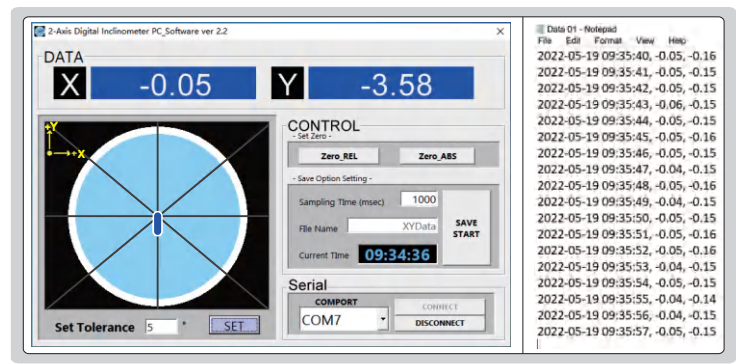 2-Axis Digital Inclinometer PC_Software ver 2.2
DATA
X -0.05 Y -3.58
+Y
+X
CONTROL
- Set Zero -
Zero_REL Zero_ABS
- Save Option Setting -
Sampling Time (msec) 1000
File Name XYData
SAVE START
Current Time 09:34:36
Serial
COMPORT
COM7
CONNECT
DISCONNECT
Set Tolerance 5 ° SET
Data 01 - Notepad
File Edit Format View Help
2022-05-19 09:35:40, -0.05, -0.16
2022-05-19 09:35:41, -0.05, -0.15
2022-05-19 09:35:42, -0.05, -0.15
2022-05-19 09:35:43, -0.06, -0.15
2022-05-19 09:35:44, -0.05, -0.15
2022-05-19 09:35:45, -0.05, -0.16
2022-05-19 09:35:46, -0.05, -0.15
2022-05-19 09:35:47, -0.04, -0.15
2022-05-19 09:35:48, -0.05, -0.16
2022-05-19 09:35:49, -0.04, -0.15
2022-05-19 09:35:50, -0.05, -0.15
2022-05-19 09:35:51, -0.05, -0.16
2022-05-19 09:35:52, -0.05, -0.16
2022-05-19 09:35:53, -0.04, -0.15
2022-05-19 09:35:54, -0.05, -0.15
2022-05-19 09:35:55, -0.04, -0.14
2022-05-19 09:35:56, -0.04, -0.15
2022-05-19 09:35:57, -0.05, -0.15